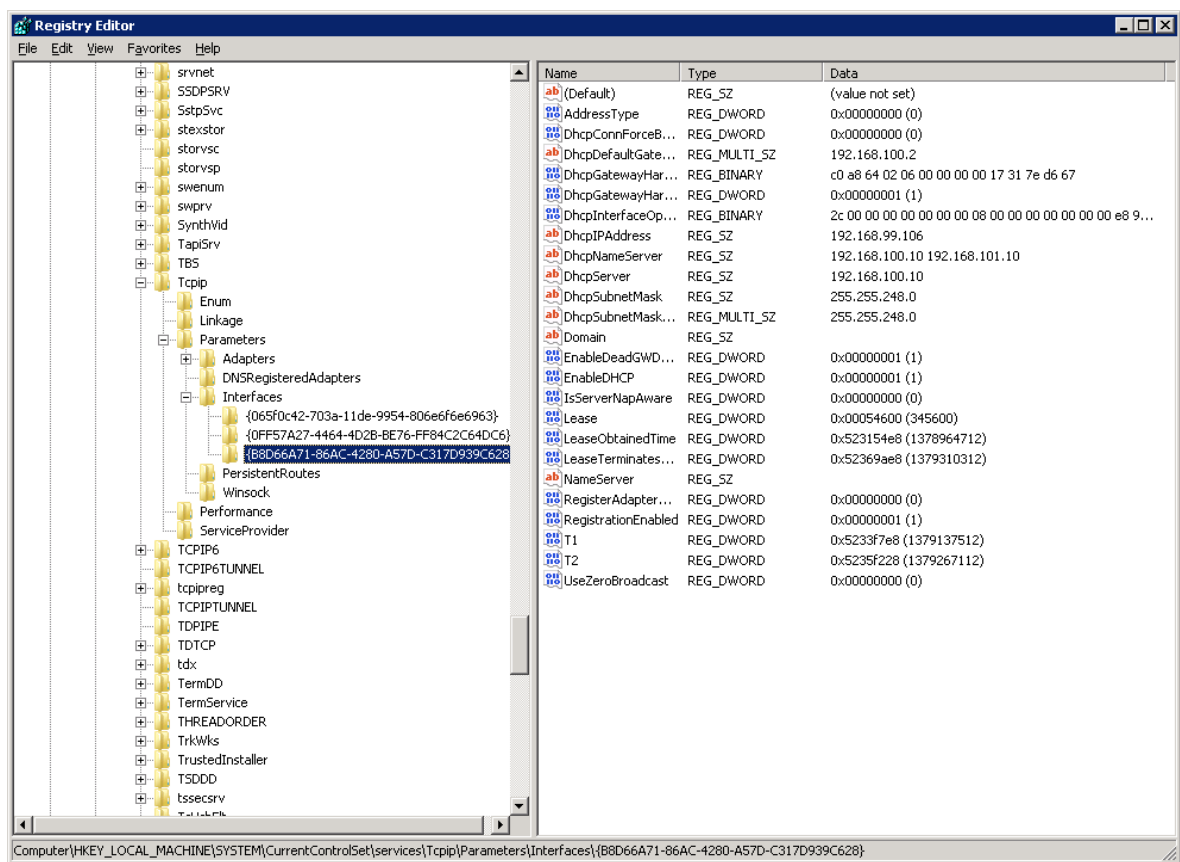 Registry Editor
File Edit View Favorites Help
srvnet
SSDPSRV
SstpSvc
stexstor
storvsc
storvsp
swenum
swprv
SynthVid
TapiSrv
TBS
Tcpip
Enum
Linkage
Parameters
Adapters
DNSRegisteredAdapters
Interfaces
{065f0c42-703a-11de-9954-806e6f6e6963}
{0FF57A27-4464-4D2B-BE76-FF84C2C64DC6}
{B8D66A71-86AC-4280-A57D-C317D939C628
PersistentRoutes
Winsock
Performance
ServiceProvider
TCPIP6
TCPIP6TUNNEL
tcpipreg
TCPIPTUNNEL
TDPIPE
TDTCP
tdx
TermDD
TermService
THREADORDER
TrkWks
TrustedInstaller
TSDDD
tssecsrv
Name Type Data
(Default) REG_SZ (value not set)
AddressType REG_DWORD 0x00000000 (0)
DhcpConnForceB... REG_DWORD 0x00000000 (0)
DhcpDefaultGate... REG_MULTI_SZ 192.168.100.2
DhcpGatewayHar... REG_BINARY c0 a8 64 02 06 00 00 00 00 17 31 7e d6 67
DhcpGatewayHar... REG_DWORD 0x00000001 (1)
DhcpInterfaceOp... REG_BINARY 2c 00 00 00 00 00 00 00 08 00 00 00 00 00 00 00 e8 9...
DhcpIPAddress REG_SZ 192.168.99.106
DhcpNameServer REG_SZ 192.168.100.10 192.168.101.10
DhcpServer REG_SZ 192.168.100.10
DhcpSubnetMask REG_SZ 255.255.248.0
DhcpSubnetMask... REG_MULTI_SZ 255.255.248.0
Domain REG_SZ
EnableDeadGWD... REG_DWORD 0x00000001 (1)
EnableDHCP REG_DWORD 0x00000001 (1)
IsServerNapAware REG_DWORD 0x00000000 (0)
Lease REG_DWORD 0x00054600 (345600)
LeaseObtainedTime REG_DWORD 0x523154e8 (1378964712)
LeaseTerminates... REG_DWORD 0x52369ae8 (1379310312)
NameServer REG_SZ
RegisterAdapter... REG_DWORD 0x00000000 (0)
RegistrationEnabled REG_DWORD 0x00000001 (1)
T1 REG_DWORD 0x5233f7e8 (1379137512)
T2 REG_DWORD 0x5235f228 (1379267112)
UseZeroBroadcast REG_DWORD 0x00000000 (0)
Computer\HKEY_LOCAL_MACHINE\SYSTEM\CurrentControlSet\services\Tcpip\Parameters\Interfaces\{B8D66A71-86AC-4280-A57D-C317D939C628}